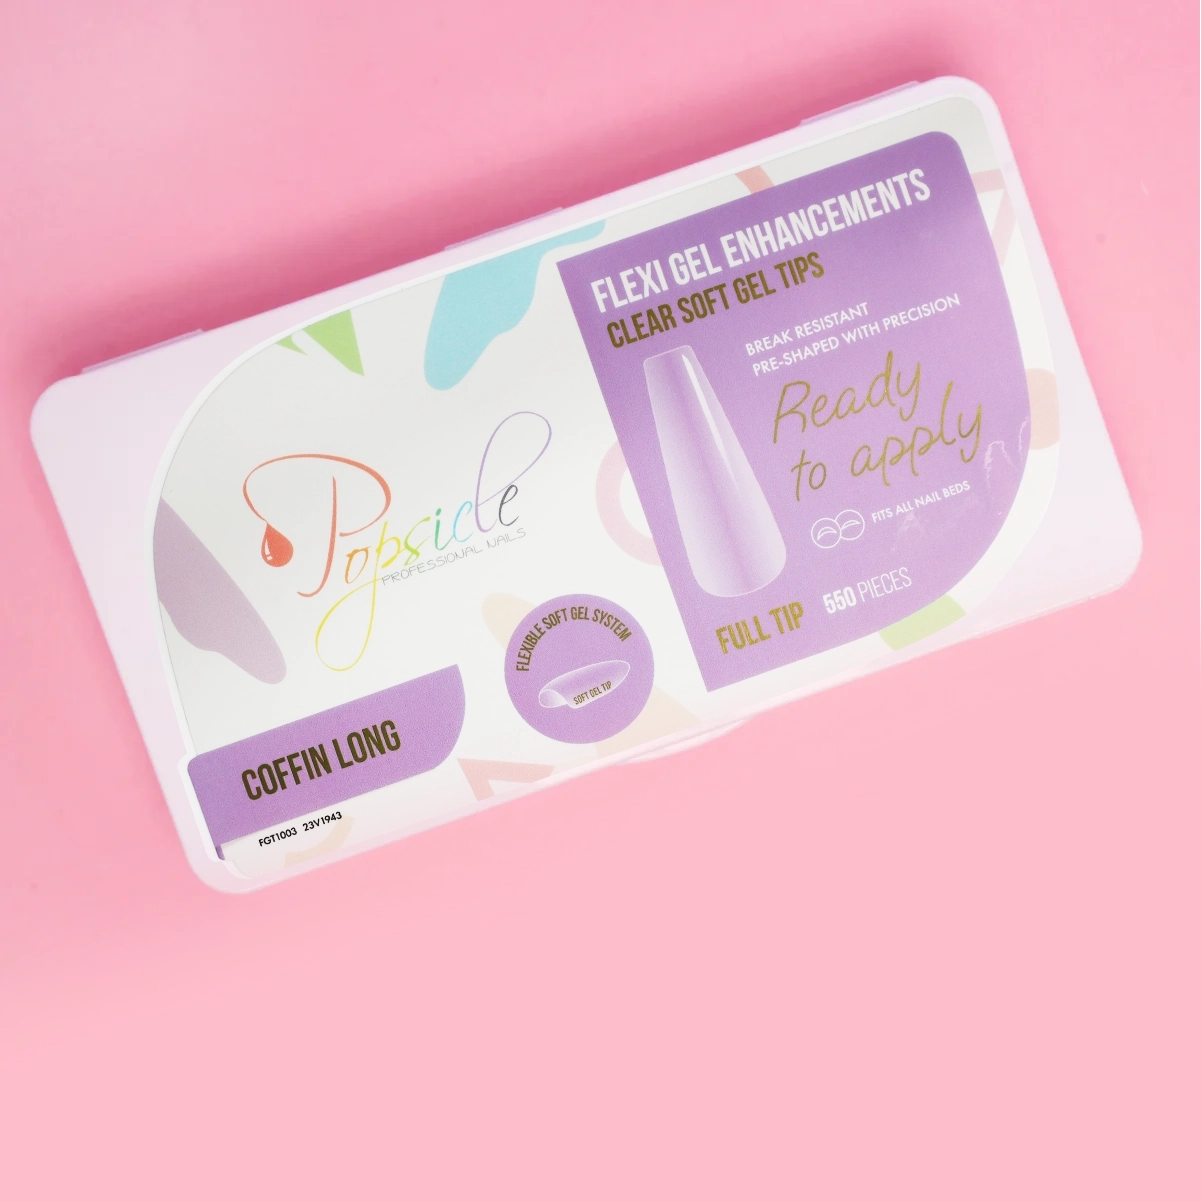 FLEXI GEL ENHANCEMENTS
CLEAR SOFT GEL TIPS
BREAK RESISTANT
PRE-SHAPED WITH PRECISION
Ready
to apply
FITS ALL NAIL BEDS
FULL TIP 550 PIECES
Popsicle
PROFESSIONAL NAILS
FLEXIBLE SOFT GEL SYSTEM
SOFT GEL TIP
COFFIN LONG
FGT1003 23V1943